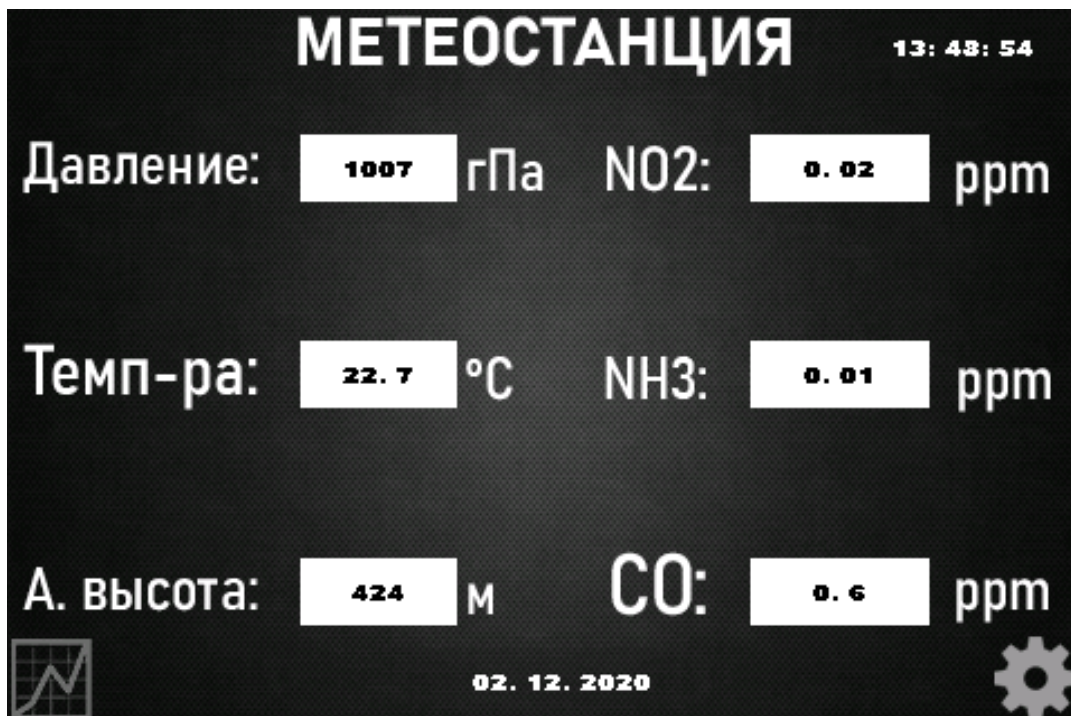 МЕТЕОСТАНЦИЯ 13: 48: 54
Давление: 1007 гПа NO2: 0. 02 ppm
Темп-ра: 22. 7 °C NH3: 0. 01 ppm
А. высота: 424 м CO: 0. 6 ppm
02. 12. 2020